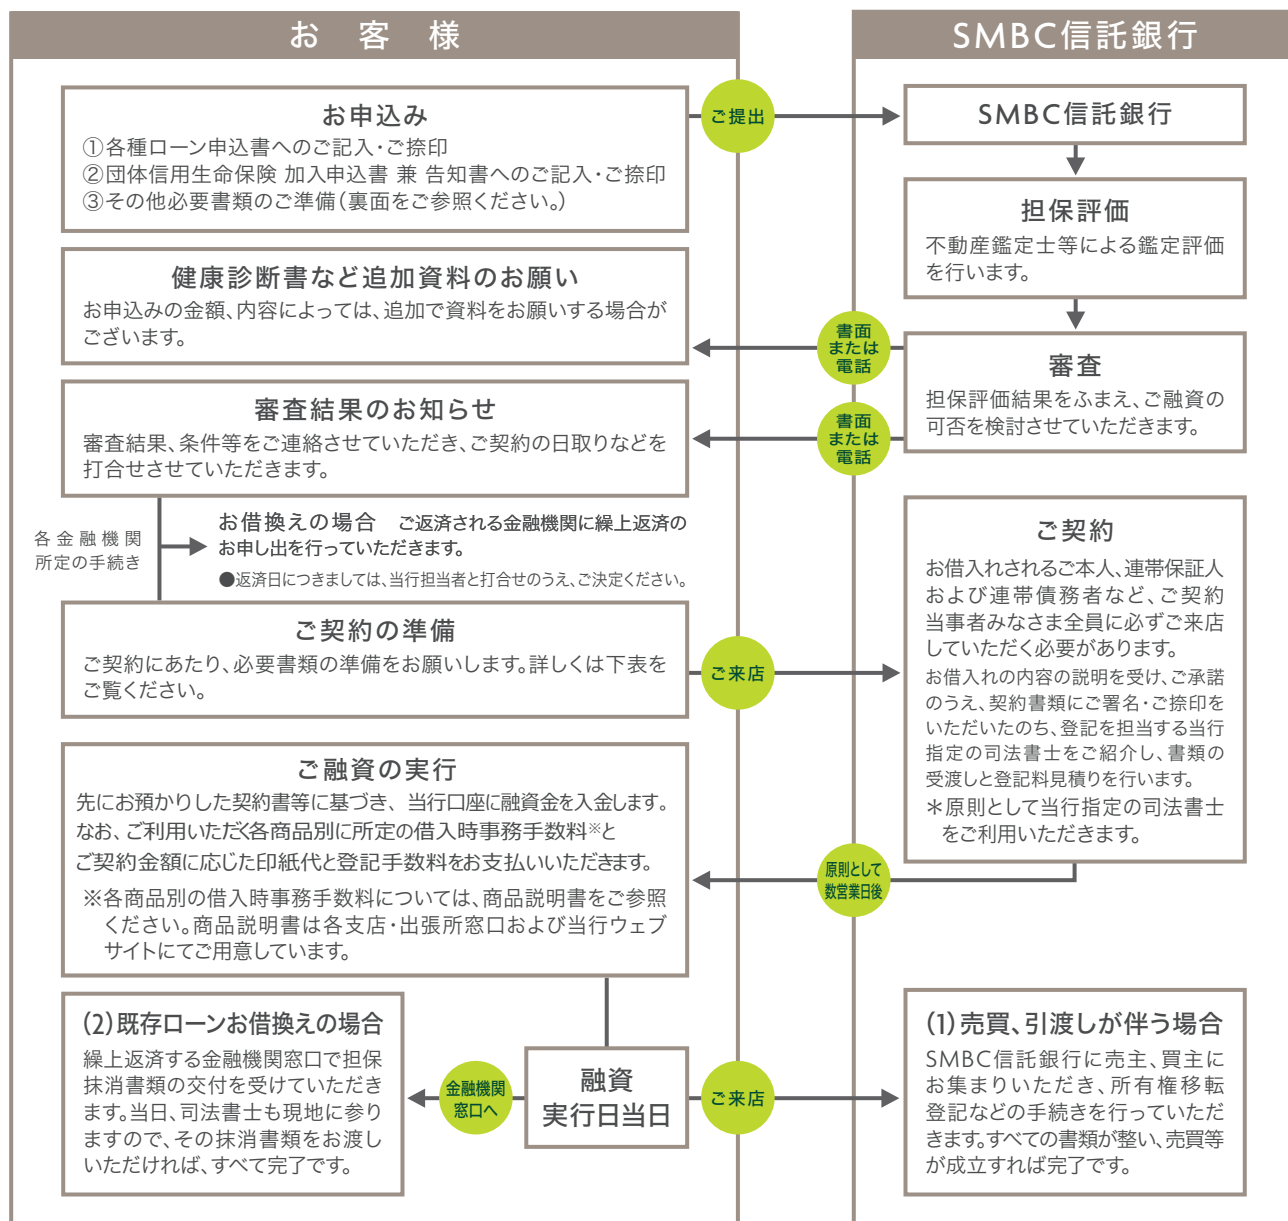 お客様
SMBC信託銀行
お申込み
①各種ローン申込書へのご記入・ご捺印
②団体信用生命保険 加入申込書 兼 告知書へのご記入・ご捺印
③その他必要書類のご準備(裏面をご参照ください。)
ご提出
SMBC信託銀行
担保評価
不動産鑑定士等による鑑定評価
を行います。
健康診断書など追加資料のお願い
お申込みの金額、内容によっては、追加で資料をお願いする場合が
ございます。
書面
または
電話
審査
担保評価結果をふまえ、ご融資の
可否を検討させていただきます。
審査結果のお知らせ
審査結果、条件等をご連絡させていただき、ご契約の日取りなどを
打合せさせていただきます。
書面
または
電話
各金融機関
所定の手続き
お借換えの場合 ご返済される金融機関に繰上返済の
お申し出を行っていただきます。
●返済日につきましては、当行担当者と打合せのうえ、ご決定ください。
ご契約の準備
ご契約にあたり、必要書類の準備をお願いします。詳しくは下表を
ご覧ください。
ご来店
ご契約
お借入れされるご本人、連帯保証人
および連帯債務者など、ご契約
当事者みなさま全員に必ずご来店
していただく必要があります。
お借入れの内容の説明を受け、ご承諾
のうえ、契約書類にご署名・ご捺印を
いただいたのち、登記を担当する当行
指定の司法書士をご紹介し、書類の
受渡しと登記料見積りを行います。
＊原則として当行指定の司法書士
をご利用いただきます。
ご融資の実行
先にお預かりした契約書等に基づき、当行口座に融資金を入金します。
なお、ご利用いただく各商品別に所定の借入時事務手数料※と
ご契約金額に応じた印紙代と登記手数料をお支払いいただきます。
※各商品別の借入時事務手数料については、商品説明書をご参照
ください。商品説明書は各支店・出張所窓口および当行ウェブ
サイトにてご用意しています。
原則として
数営業日後
(2)既存ローンお借換えの場合
繰上返済する金融機関窓口で担保
抹消書類の交付を受けていただき
ます。当日、司法書士も現地に参り
ますので、その抹消書類をお渡し
いただければ、すべて完了です。
金融機関
窓口へ
融資
実行日当日
ご来店
(1)売買、引渡しが伴う場合
SMBC信託銀行に売主、買主に
お集まりいただき、所有権移転
登記などの手続きを行っていただ
きます。すべての書類が整い、売買等
が成立すれば完了です。